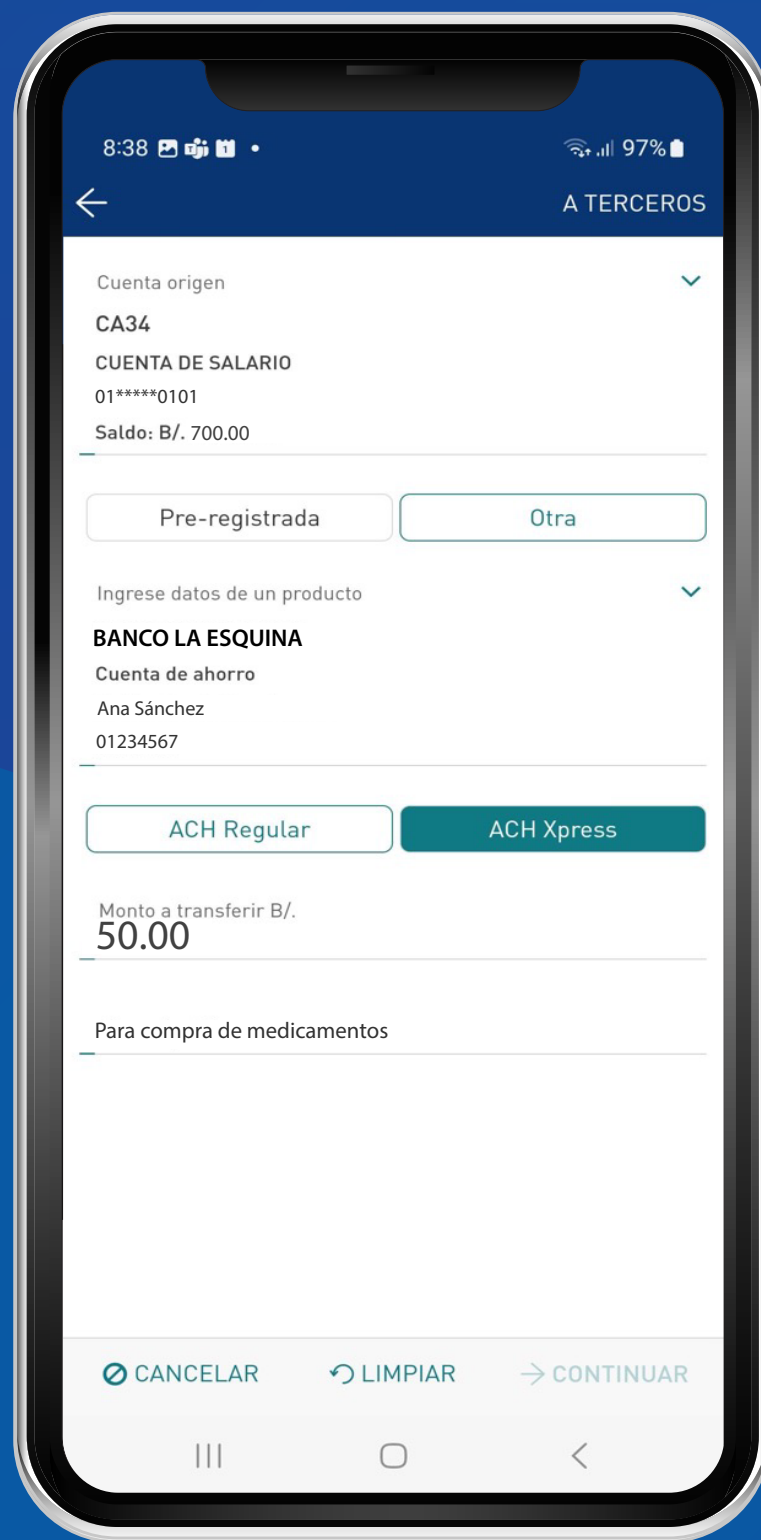 8:38 97%
A TERCEROS
Cuenta origen
CA34
CUENTA DE SALARIO
01*****0101
Saldo: B/. 700.00
Pre-registrada Otra
Ingrese datos de un producto
BANCO LA ESQUINA
Cuenta de ahorro
Ana Sánchez
01234567
ACH Regular ACH Xpress
Monto a transferir B/.
50.00
Para compra de medicamentos
CANCELAR LIMPIAR CONTINUAR